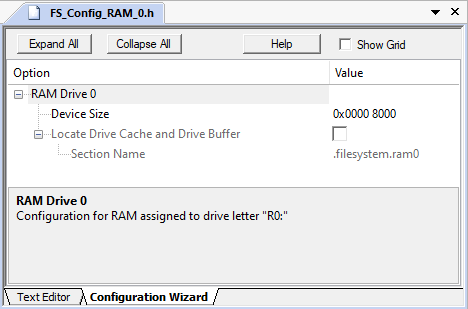 FS_Config_RAM_0.h
Expand All
Collapse All
Help
Show Grid
Option
Value
RAM Drive 0
Device Size
0x0000 8000
Locate Drive Cache and Drive Buffer
Section Name
.filesystem.ram0
RAM Drive 0
Configuration for RAM assigned to drive letter "R0:"
Text Editor
Configuration Wizard